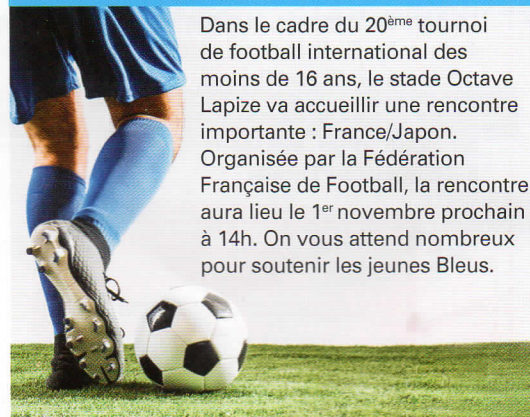 Dans le cadre du 20ème tournoi
de football international des
moins de 16 ans, le stade Octave
Lapize va accueillir une rencontre
importante : France/Japon.
Organisée par la Fédération
Française de Football, la rencontre
aura lieu le 1er novembre prochain
à 14h. On vous attend nombreux
pour soutenir les jeunes Bleus.